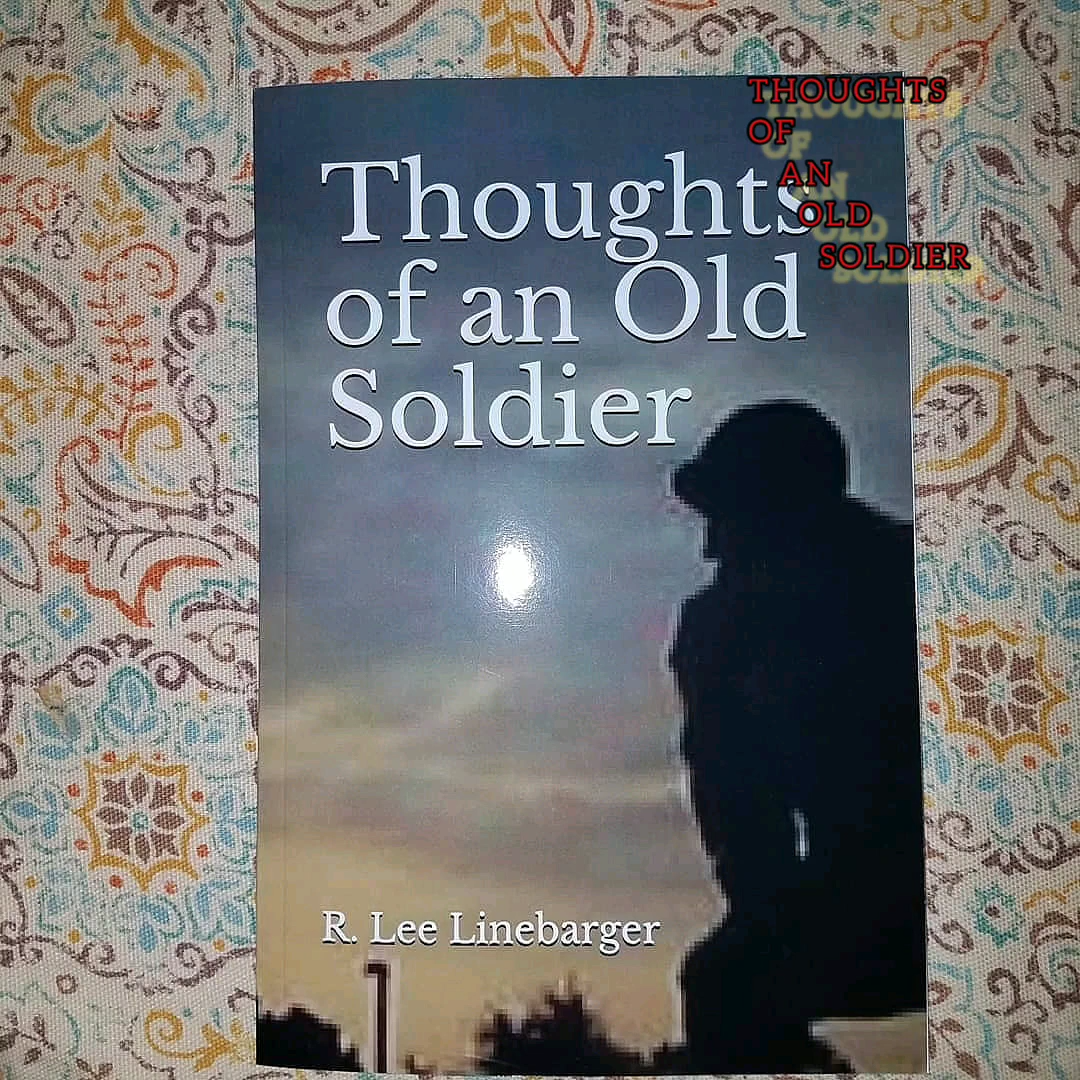 Thoughts
of an Old
Soldier
R. Lee Linebarger
THOUGHTS
OF
AN
OLD
SOLDIER